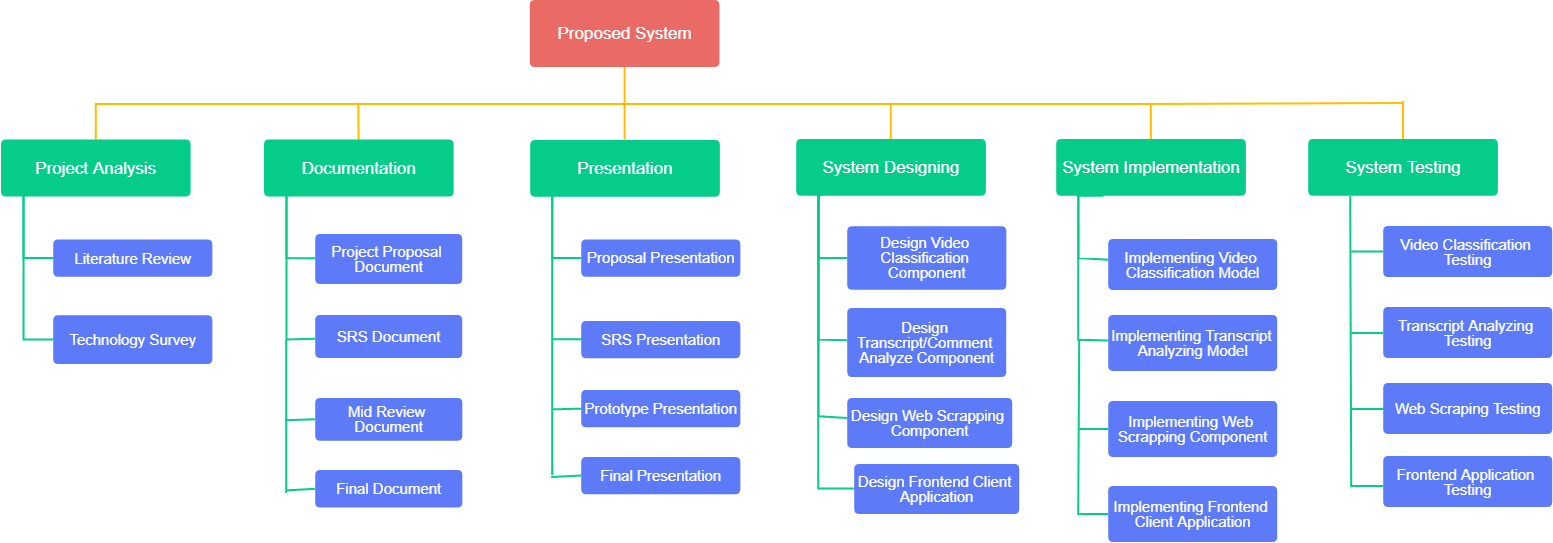 Proposed System
Project Analysis
Literature Review
Technology Survey
Documentation
Project Proposal
Document
SRS Document
Mid Review
Document
Final Document
Presentation
Proposal Presentation
SRS Presentation
Prototype Presentation
Final Presentation
System Designing
Design Video
Classification
Component
Design
Transcript/Comment
Analyze Component
Design Web Scrapping
Component
Design Frontend Client
Application
System Implementation
Implementing Video
Classification Model
Implementing Transcript
Analyzing Model
Implementing Web
Scrapping Component
Implementing Frontend
Client Application
System Testing
Video Classification
Testing
Transcript Analyzing
Testing
Web Scraping Testing
Frontend Application
Testing